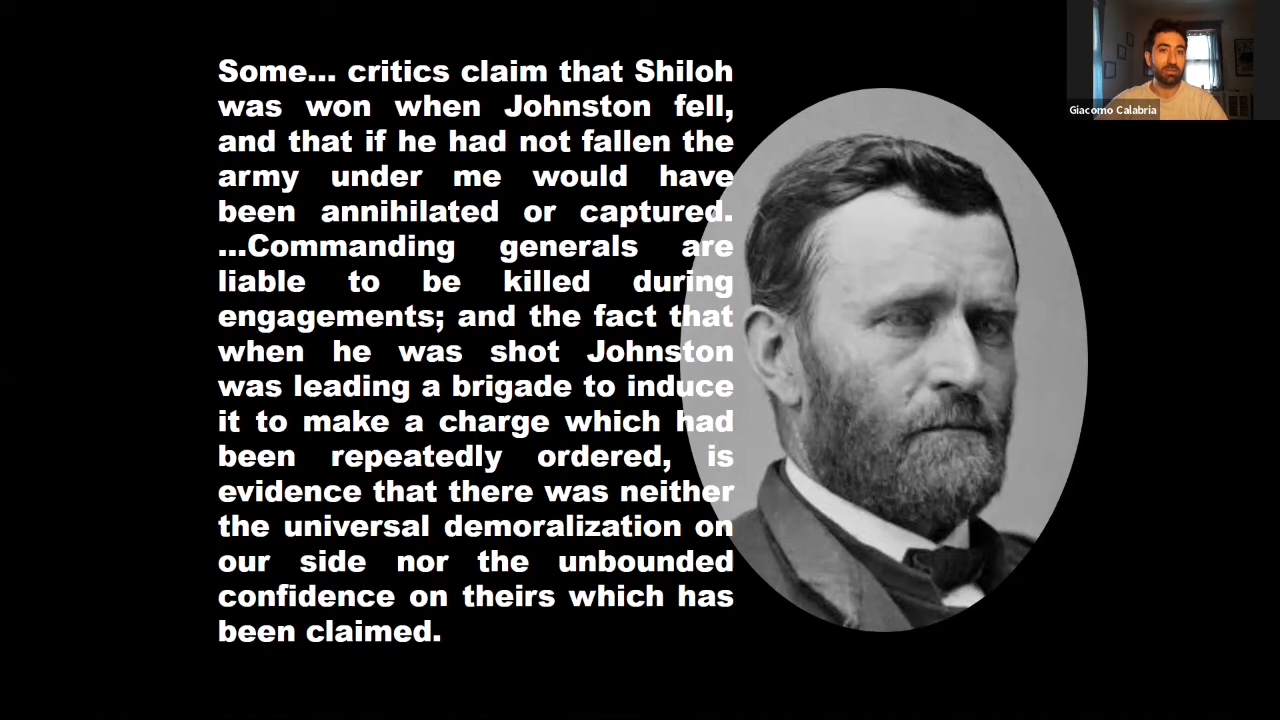 Some... critics claim that Shiloh
was won when Johnston fell,
and that if he had not fallen the
army under me would have
been annihilated or captured.
...Commanding generals are
liable to be killed during
engagements; and the fact that
when he was shot Johnston
was leading a brigade to induce
it to make a charge which had
been repeatedly ordered, is
evidence that there was neither
the universal demoralization on
our side nor the unbounded
confidence on theirs which has
been claimed.
Giacomo Calabria